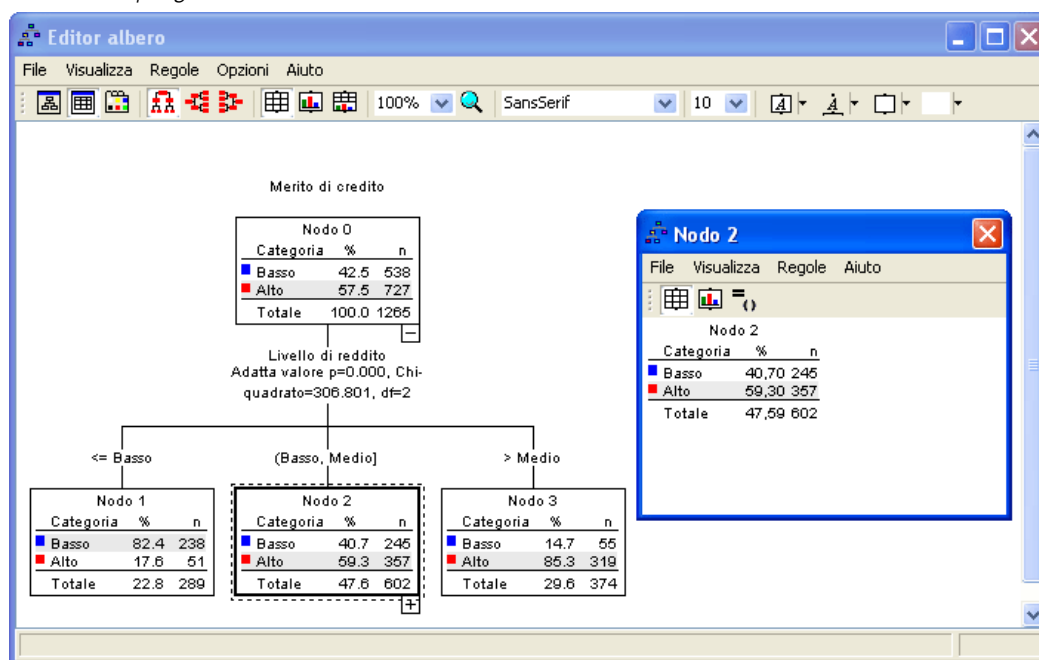 Editor albero
File Visualizza Regole Opzioni Aiuto
100% SansSerif 10 A A
Merito di credito
Nodo 0
Categoria % n
Basso 42.5 538
Alto 57.5 727
Totale 100.0 1265
Livello di reddito
Adatta valore p=0.000, Chi-
quadrato=306.801, df=2
<= Basso
(Basso, Medio]
> Medio
Nodo 1
Categoria % n
Basso 82.4 238
Alto 17.6 51
Totale 22.8 289
Nodo 2
Categoria % n
Basso 40.7 245
Alto 59.3 357
Totale 47.6 602
Nodo 3
Categoria % n
Basso 14.7 55
Alto 85.3 319
Totale 29.6 374
Nodo 2
File Visualizza Regole Aiuto
Nodo 2
Categoria % n
Basso 40,70 245
Alto 59,30 357
Totale 47,59 602